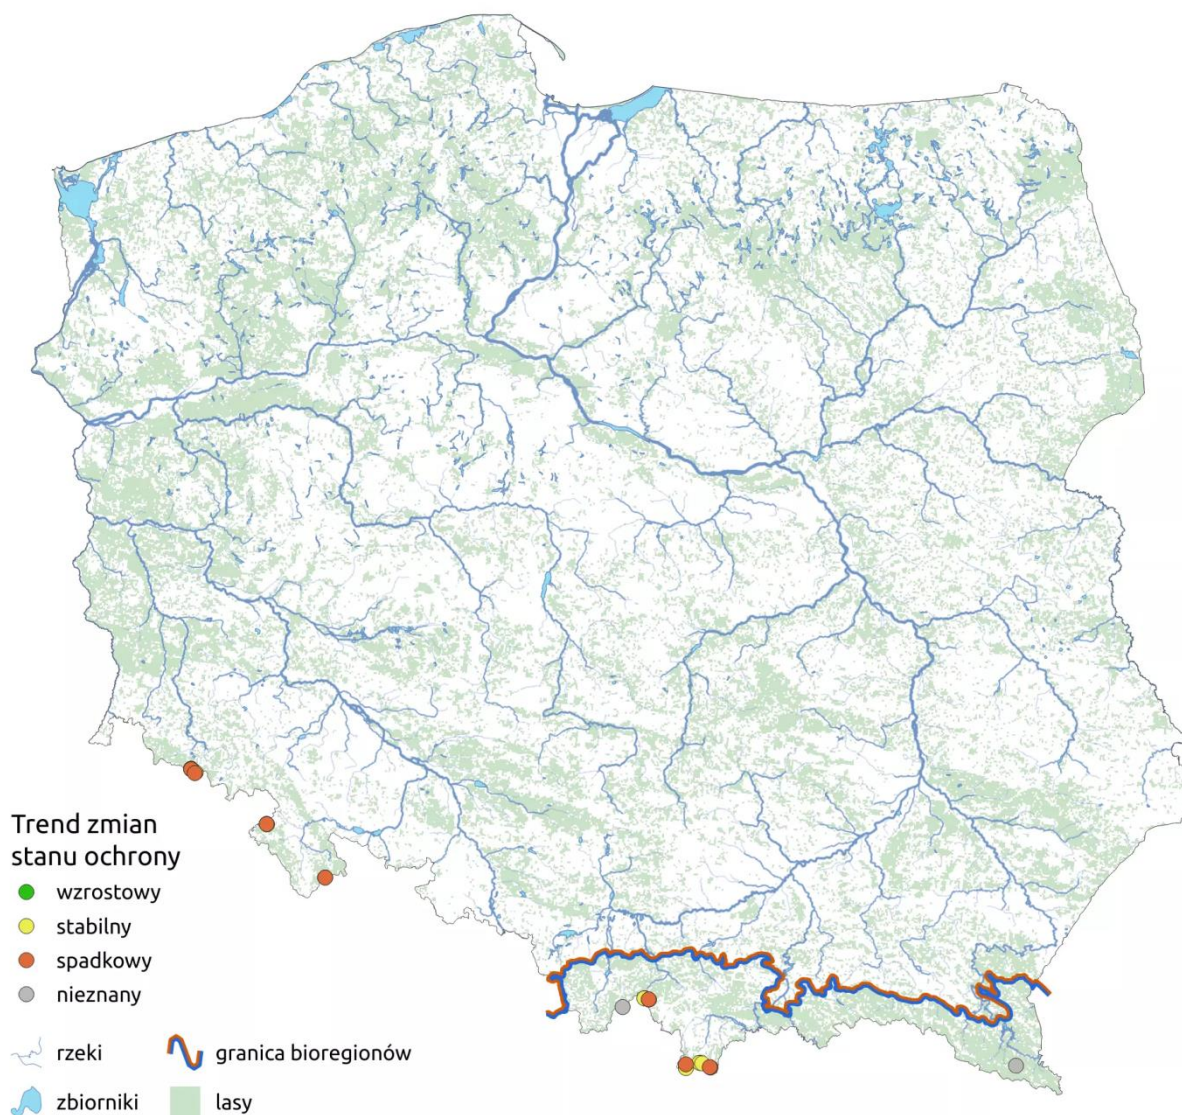 Trend zmian
stanu ochrony
wzrostowy
stabilny
spadkowy
nieznany
rzeki
granica bioregionów
zbiorniki
lasy